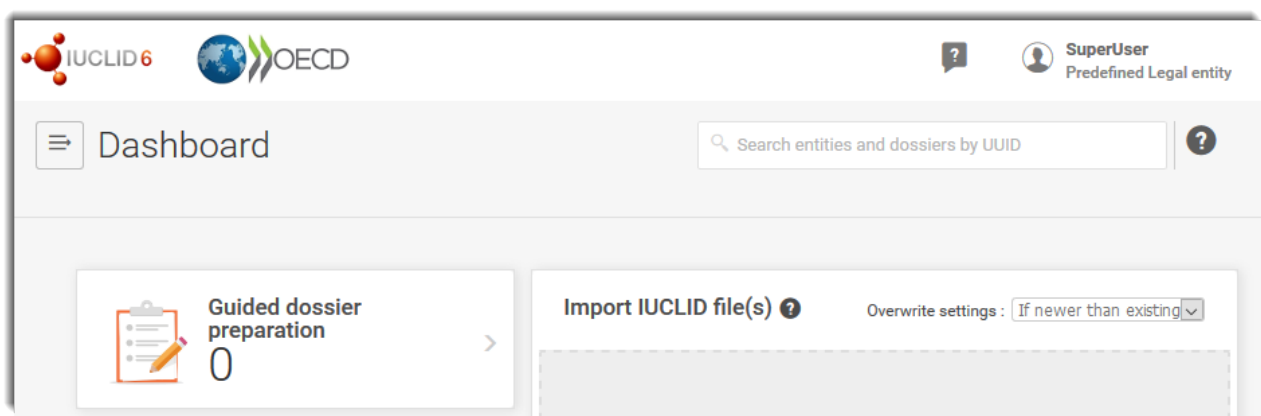 IUCLID 6
OECD
?
SuperUser
Predefined Legal entity
Dashboard
Search entities and dossiers by UUID
?
Guided dossier
preparation
0
Import IUCLID file(s) ?
Overwrite settings : If newer than existing